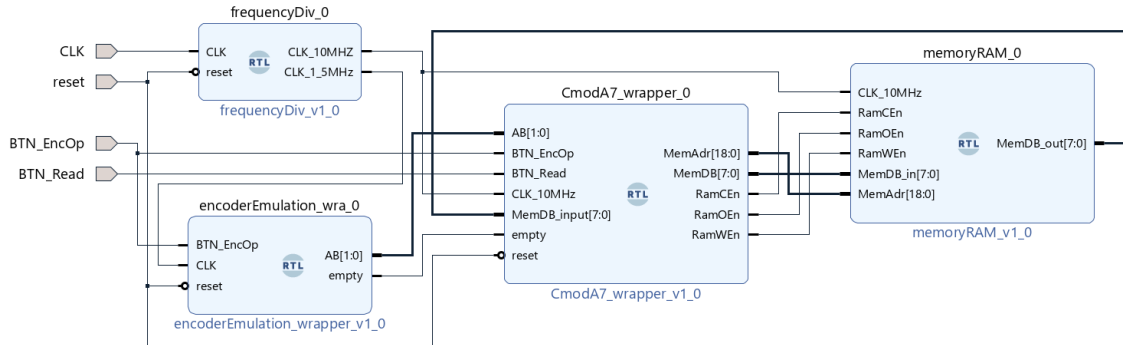 frequencyDiv_0
CLK
reset
CLK
reset
RTL
CLK_10MHZ
CLK_1_5MHz
frequencyDiv_v1_0
BTN_EncOp
BTN_Read
encoderEmulation_wra_0
BTN_EncOp
CLK
reset
RTL
AB[1:0]
empty
encoderEmulation_wrapper_v1_0
CmodA7_wrapper_0
AB[1:0]
BTN_EncOp
BTN_Read
CLK_10MHz
MemDB_input[7:0]
empty
reset
RTL
MemAdr[18:0]
MemDB[7:0]
RamCEn
RamOEn
RamWEn
CmodA7_wrapper_v1_0
memoryRAM_0
CLK_10MHz
RamCEn
RamOEn
RamWEn
MemDB_in[7:0]
MemAdr[18:0]
RTL
MemDB_out[7:0]
memoryRAM_v1_0